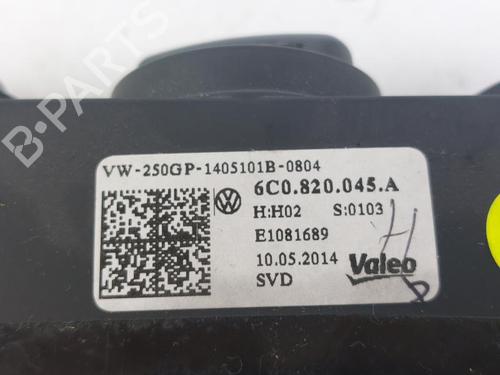 VW-250GP-1405101B-0804
6C0.820.045.A
H:H02 S:0103
E1081689
10.05.2014
SVD
Valeo
B-PARTS